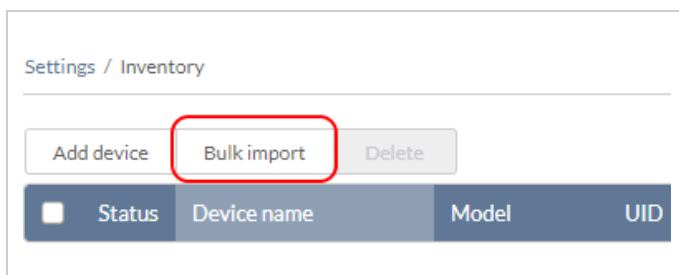 Settings / Inventory
Add device Bulk import Delete
Status Device name Model UID